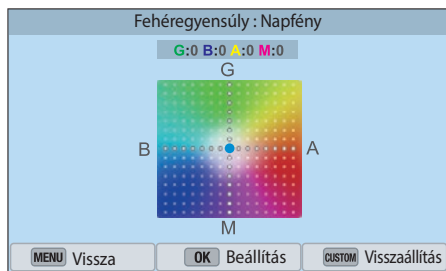 Fehéregyensúly : Napfény
G:0 B:0 A:0 M:0
G
B A
M
MENU Vissza OK Beállítás CUSTOM Visszaállítás